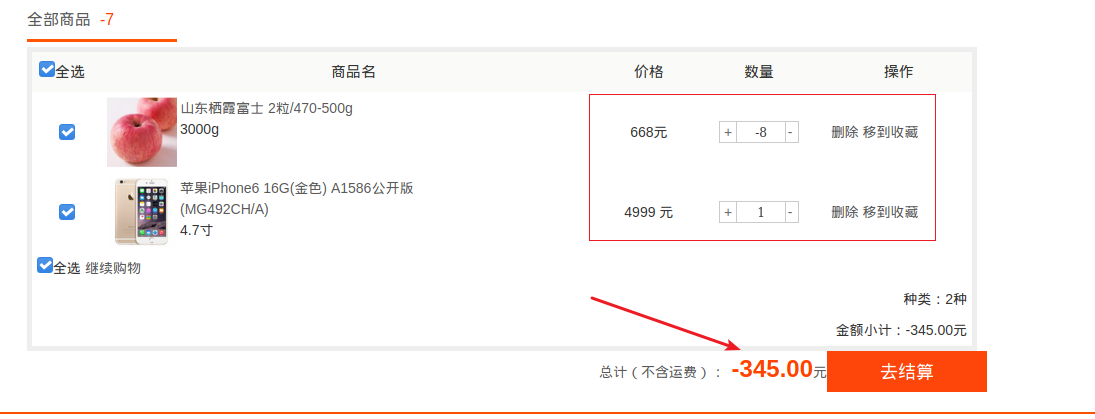 全部商品 -7
全选 商品名 价格 数量 操作
山东栖霞富士 2粒/470-500g
3000g
668元 + -8 - 删除 移到收藏
苹果iPhone6 16G(金色) A1586公开版
(MG492CH/A)
4.7寸
4999 元 + 1 - 删除 移到收藏
全选 继续购物
种类：2种
金额小计：-345.00元
总计（不含运费）： -345.00元 去结算